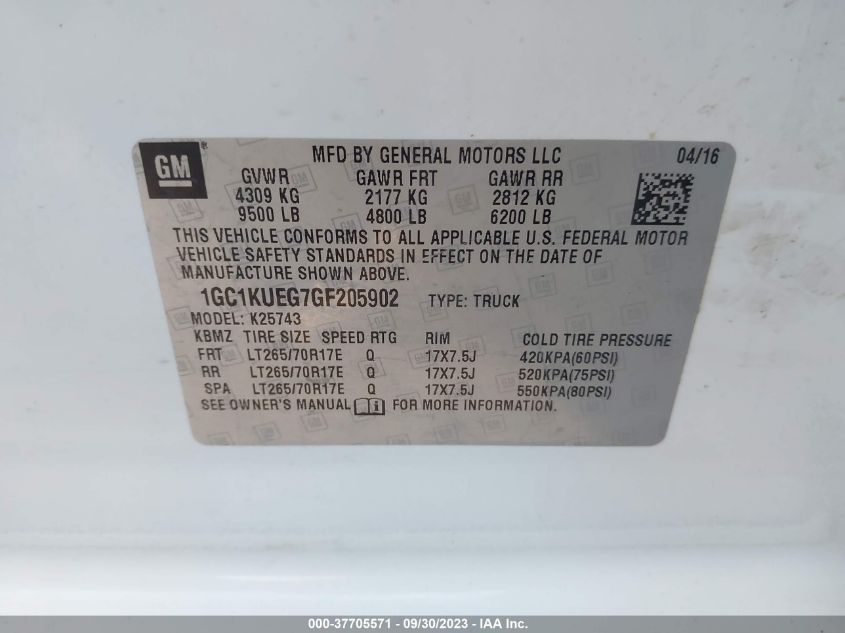 GM
MFD BY GENERAL MOTORS LLC 04/16
GVWR GAWR FRT GAWR RR
4309 KG 2177 KG 2812 KG
9500 LB 4800 LB 6200 LB
THIS VEHICLE CONFORMS TO ALL APPLICABLE U.S. FEDERAL MOTOR
VEHICLE SAFETY STANDARDS IN EFFECT ON THE DATE OF
MANUFACTURE SHOWN ABOVE.
1GC1KUEG7GF205902 TYPE: TRUCK
MODEL: K25743
KBMZ TIRE SIZE SPEED RTG RIM COLD TIRE PRESSURE
FRT LT265/70R17E Q 17X7.5J 420KPA(60PSI)
RR LT265/70R17E Q 17X7.5J 520KPA(75PSI)
SPA LT265/70R17E Q 17X7.5J 550KPA(80PSI)
SEE OWNER'S MANUAL FOR MORE INFORMATION.
000-37705571 - 09/30/2023 - IAA Inc.